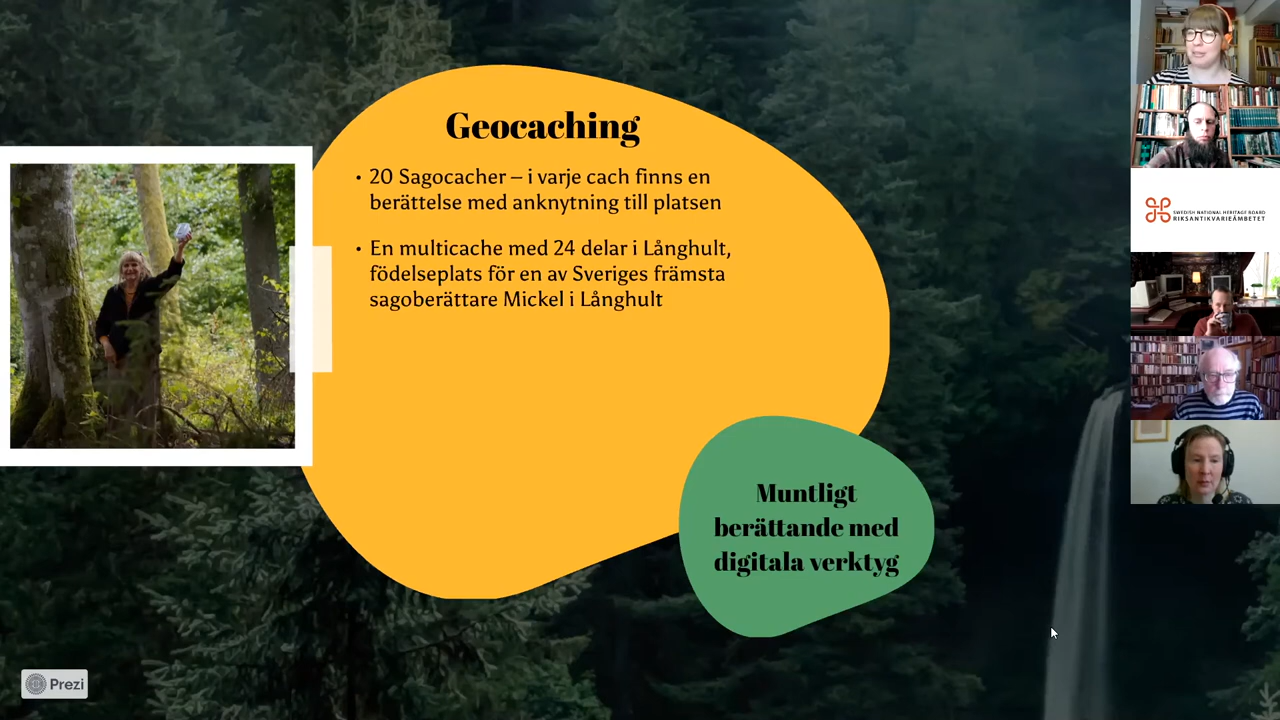 Geocaching
• 20 Sagocacher – i varje cach finns en
berättelse med anknytning till platsen
• En multicache med 24 delar i Långhult,
födelseplats för en av Sveriges främsta
sagoberättare Mickel i Långhult
Muntligt
berättande med
digitala verktyg
SWEDISH NATIONAL HERITAGE BOARD
RIKSANTIKVARIEÄMBETET
Prezi